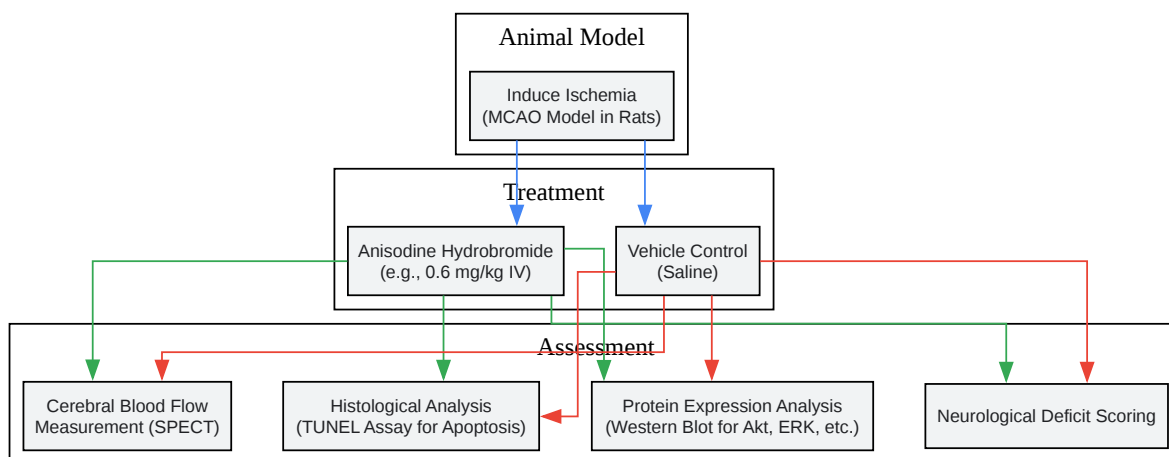 Animal Model
Induce Ischemia
(MCAO Model in Rats)
Treatment
Anisodine Hydrobromide
(e.g., 0.6 mg/kg IV)
Vehicle Control
(Saline)
Assessment
Cerebral Blood Flow
Measurement (SPECT)
Histological Analysis
(TUNEL Assay for Apoptosis)
Protein Expression Analysis
(Western Blot for Akt, ERK, etc.)
Neurological Deficit Scoring